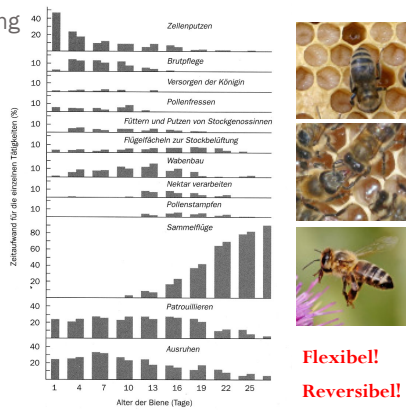 ng
Zeitaufwand für die einzelnen Tätigkeiten (%)
40
20
Zellenputzen
10
Brutpflege
10
Versorgen der Königin
10
Pollenfressen
10
Füttern und Putzen von Stockgenossinnen
10
Flügelfächeln zur Stockbelüftung
10
Wabenbau
10
Nektar verarbeiten
10
Pollenstampfen
10
Sammelflüge
80
60
40
20
40
Patrouillieren
20
40
Ausruhen
20
1 4 7 10 13 16 19 22 25
Alter der Biene (Tage)
Flexibel!
Reversibel!